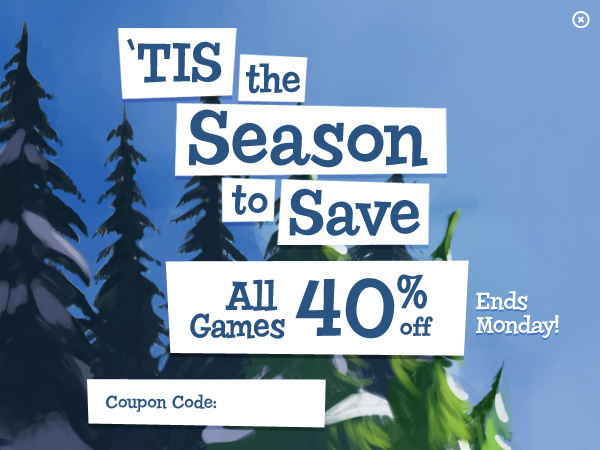 ‘TIS the
Season
to Save
All Games 40% off
Ends Monday!
Coupon Code: